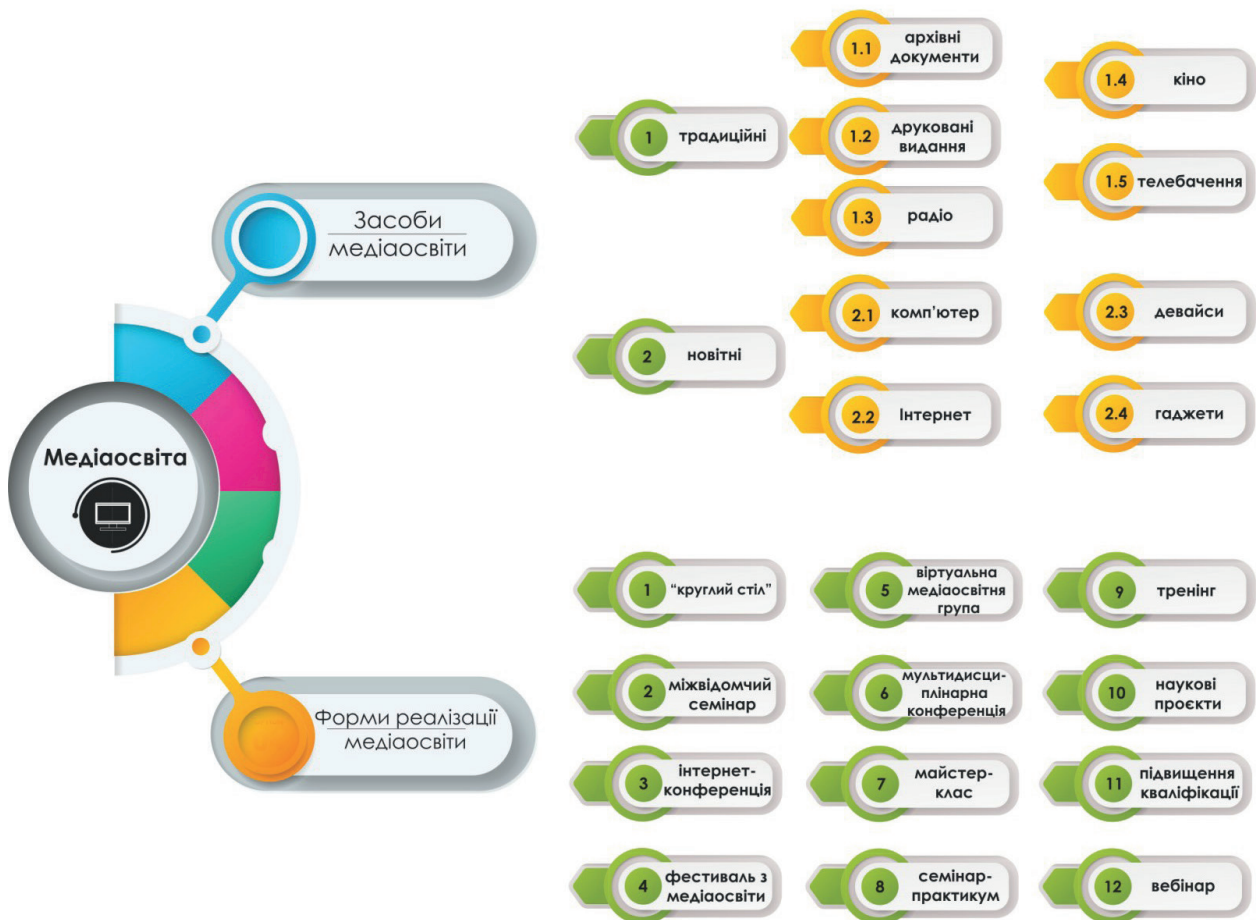 Медіаосвіта
Засоби
медіаосвіти
1
традиційні
1.1
архівні
документи
1.2
друковані
видання
1.3
радіо
1.4
кіно
1.5
телебачення
2
новітні
2.1
комп'ютер
2.2
Інтернет
2.3
девайси
2.4
гаджети
Форми реалізації
медіаосвіти
1
“круглий стіл”
2
міжвідомчий
семінар
3
інтернет-
конференція
4
фестиваль з
медіаосвіти
5
віртуальна
медіаосвітня
група
6
мультидисци-
плінарна
конференція
7
майстер-
клас
8
семінар-
практикум
9
тренінг
10
наукові
проєкти
11
підвищення
кваліфікації
12
вебінар